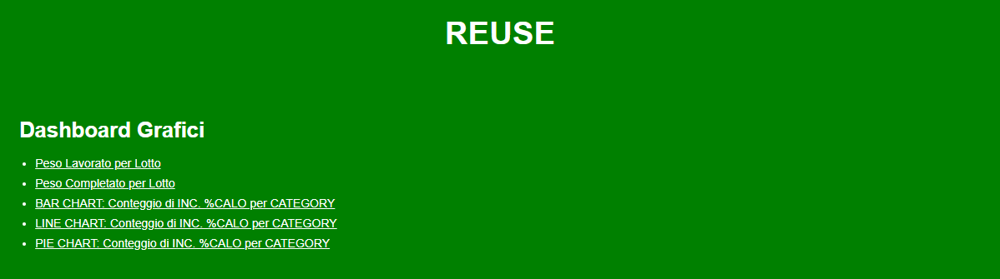 REUSE
Dashboard Grafici
Peso Lavorato per Lotto
Peso Completato per Lotto
BAR CHART: Conteggio di INC. %CALO per CATEGORY
LINE CHART: Conteggio di INC. %CALO per CATEGORY
PIE CHART: Conteggio di INC. %CALO per CATEGORY